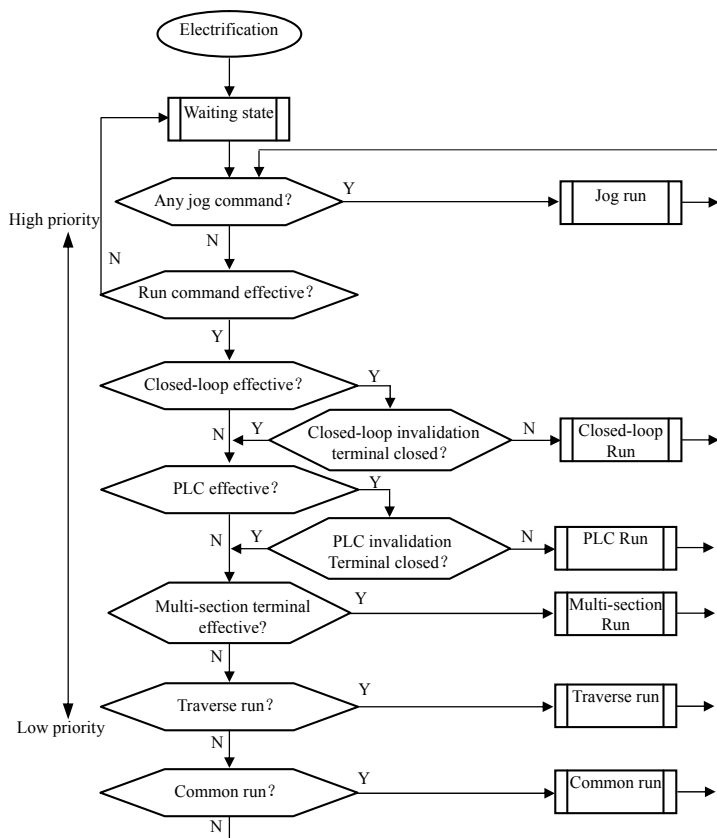 Electrification
Waiting state
Any jog command?
Y
Jog run
High priority
N
N
Run command effective?
Y
Closed-loop effective?
Y
N
Y
Closed-loop invalidation
terminal closed?
N
Closed-loop
Run
PLC effective?
Y
N
Y
PLC invalidation
Terminal closed?
N
PLC Run
Multi-section terminal
effective?
Y
Multi-section
Run
N
Traverse run?
Y
Traverse run
Low priority
N
Common run?
Y
Common run
N